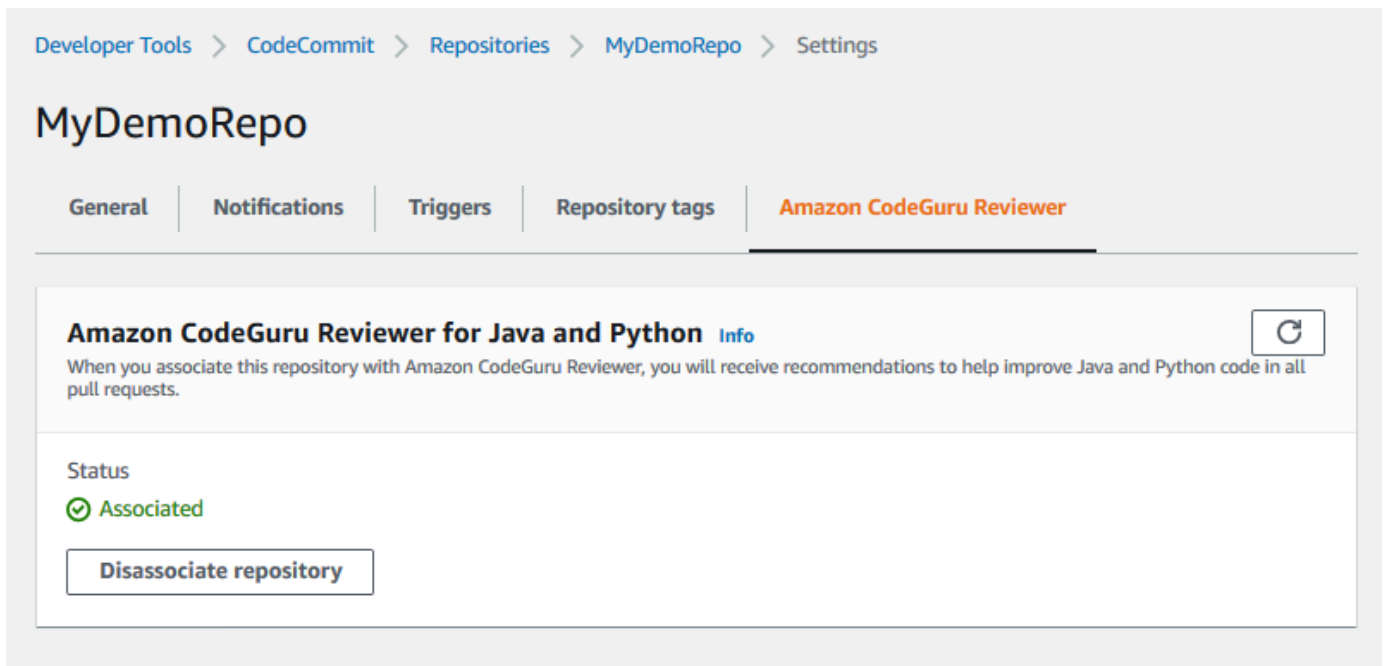 Developer Tools > CodeCommit > Repositories > MyDemoRepo > Settings
MyDemoRepo
General Notifications Triggers Repository tags Amazon CodeGuru Reviewer
Amazon CodeGuru Reviewer for Java and Python Info
When you associate this repository with Amazon CodeGuru Reviewer, you will receive recommendations to help improve Java and Python code in all
pull requests.
Status
Associated
Disassociate repository